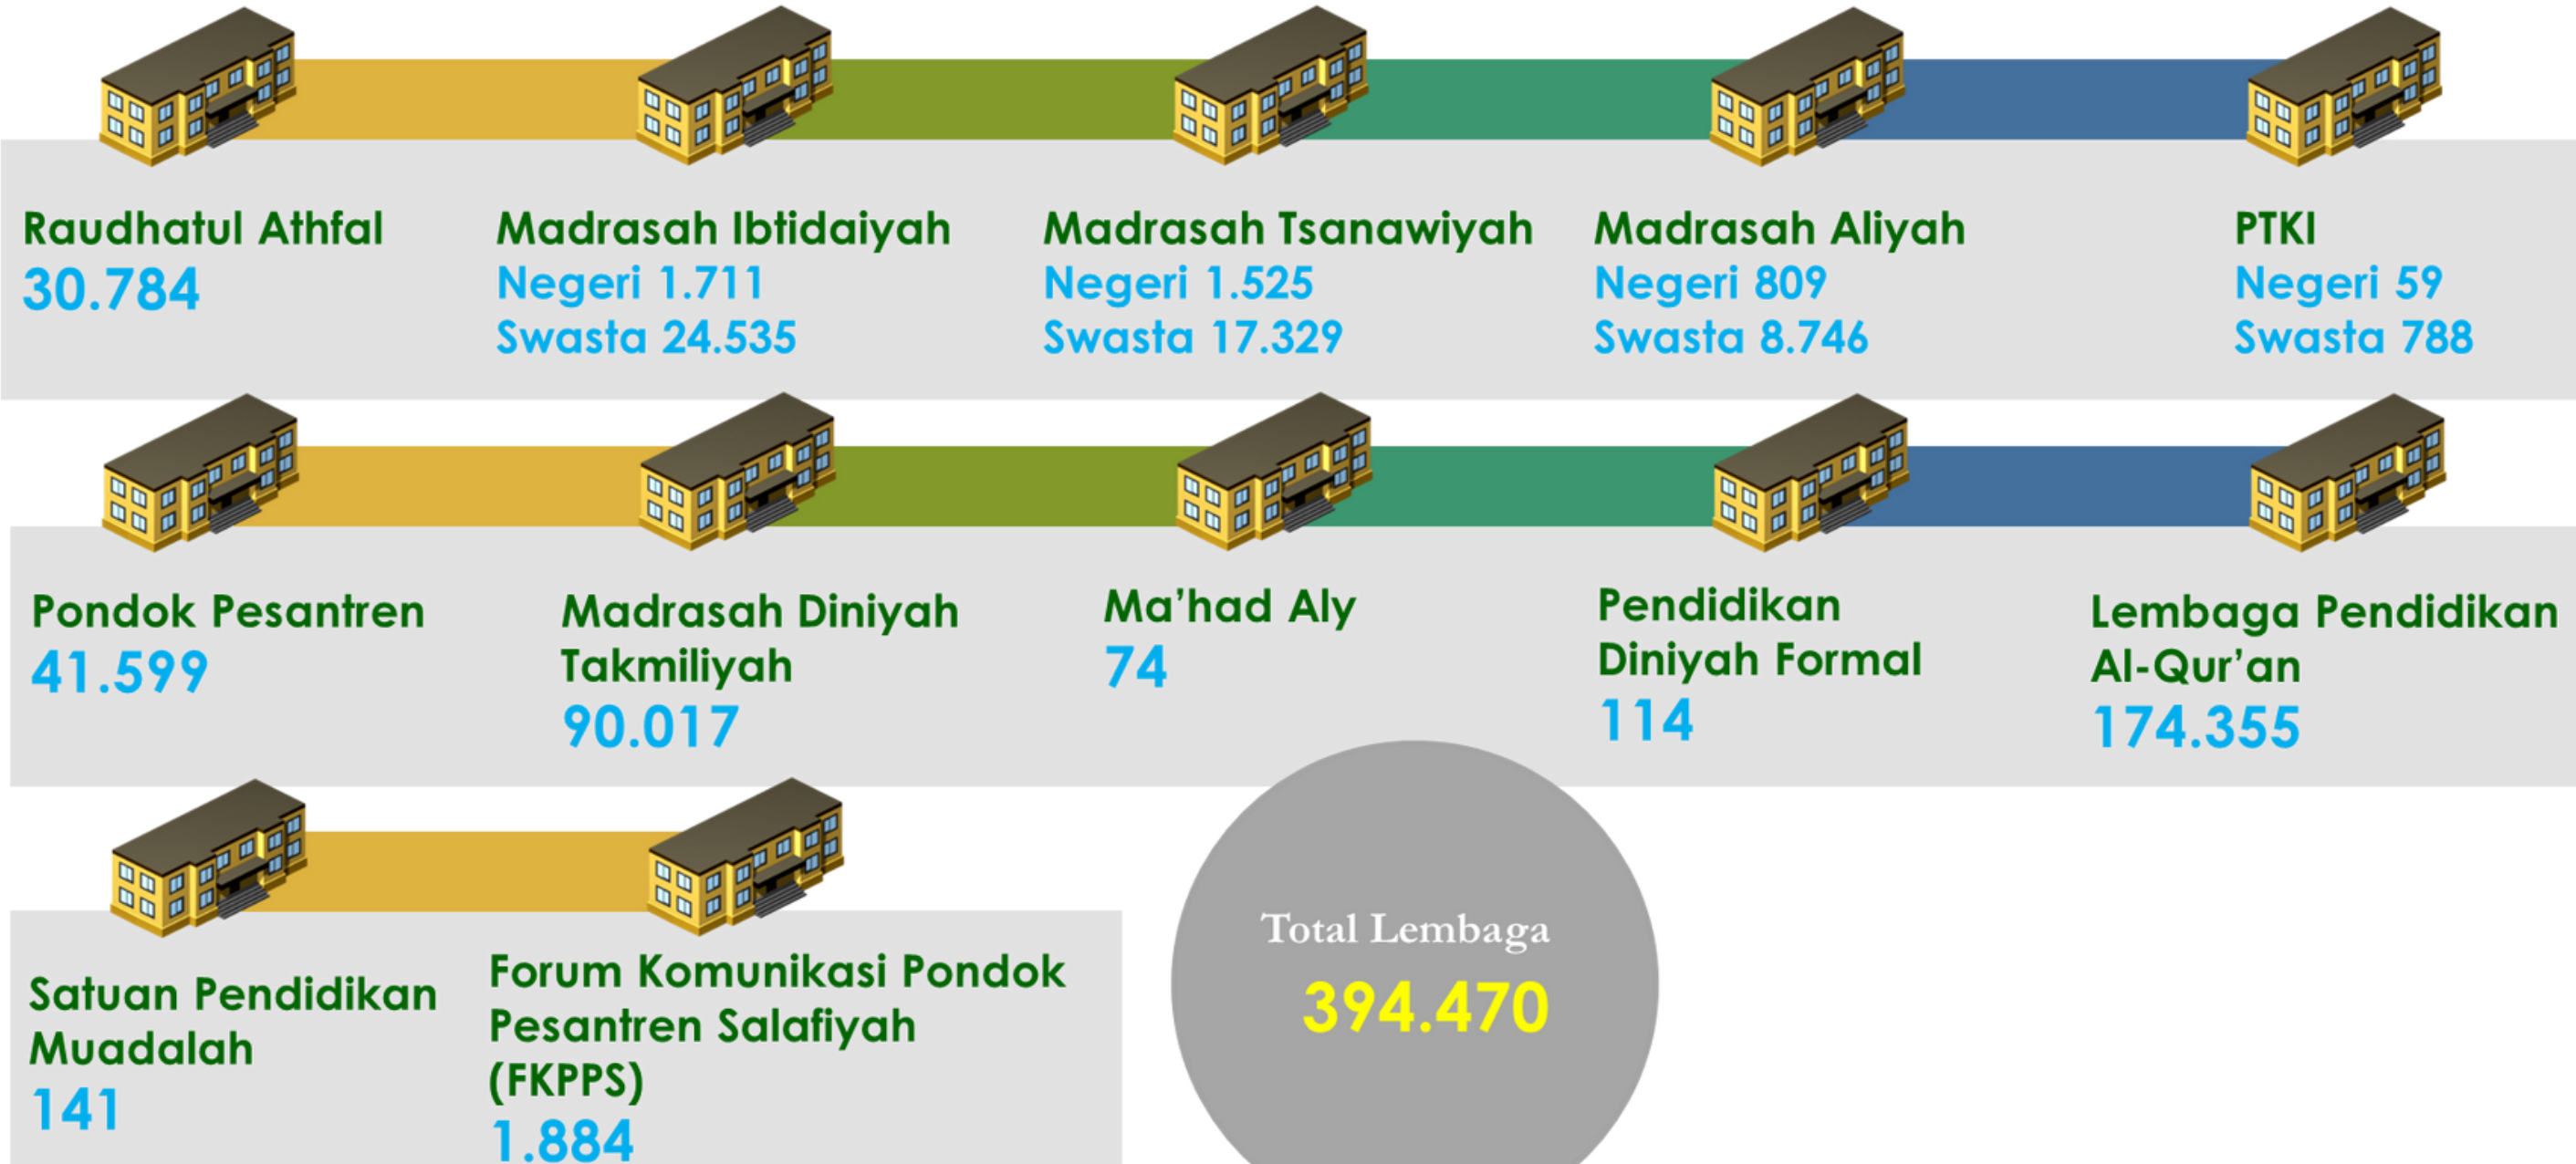 Raudhatul Athfal
30.784
Madrasah Ibtidaiyah
Negeri 1.711
Swasta 24.535
Madrasah Tsanawiyah
Negeri 1.525
Swasta 17.329
Madrasah Aliyah
Negeri 809
Swasta 8.746
PTKI
Negeri 59
Swasta 788
Pondok Pesantren
41.599
Madrasah Diniyah
Takmiliyah
90.017
Ma'had Aly
74
Pendidikan
Diniyah Formal
114
Lembaga Pendidikan
Al-Qur'an
174.355
Satuan Pendidikan
Muadalah
141
Forum Komunikasi Pondok
Pesantren Salafiyah
(FKPPS)
1.884
Total Lembaga
394.470